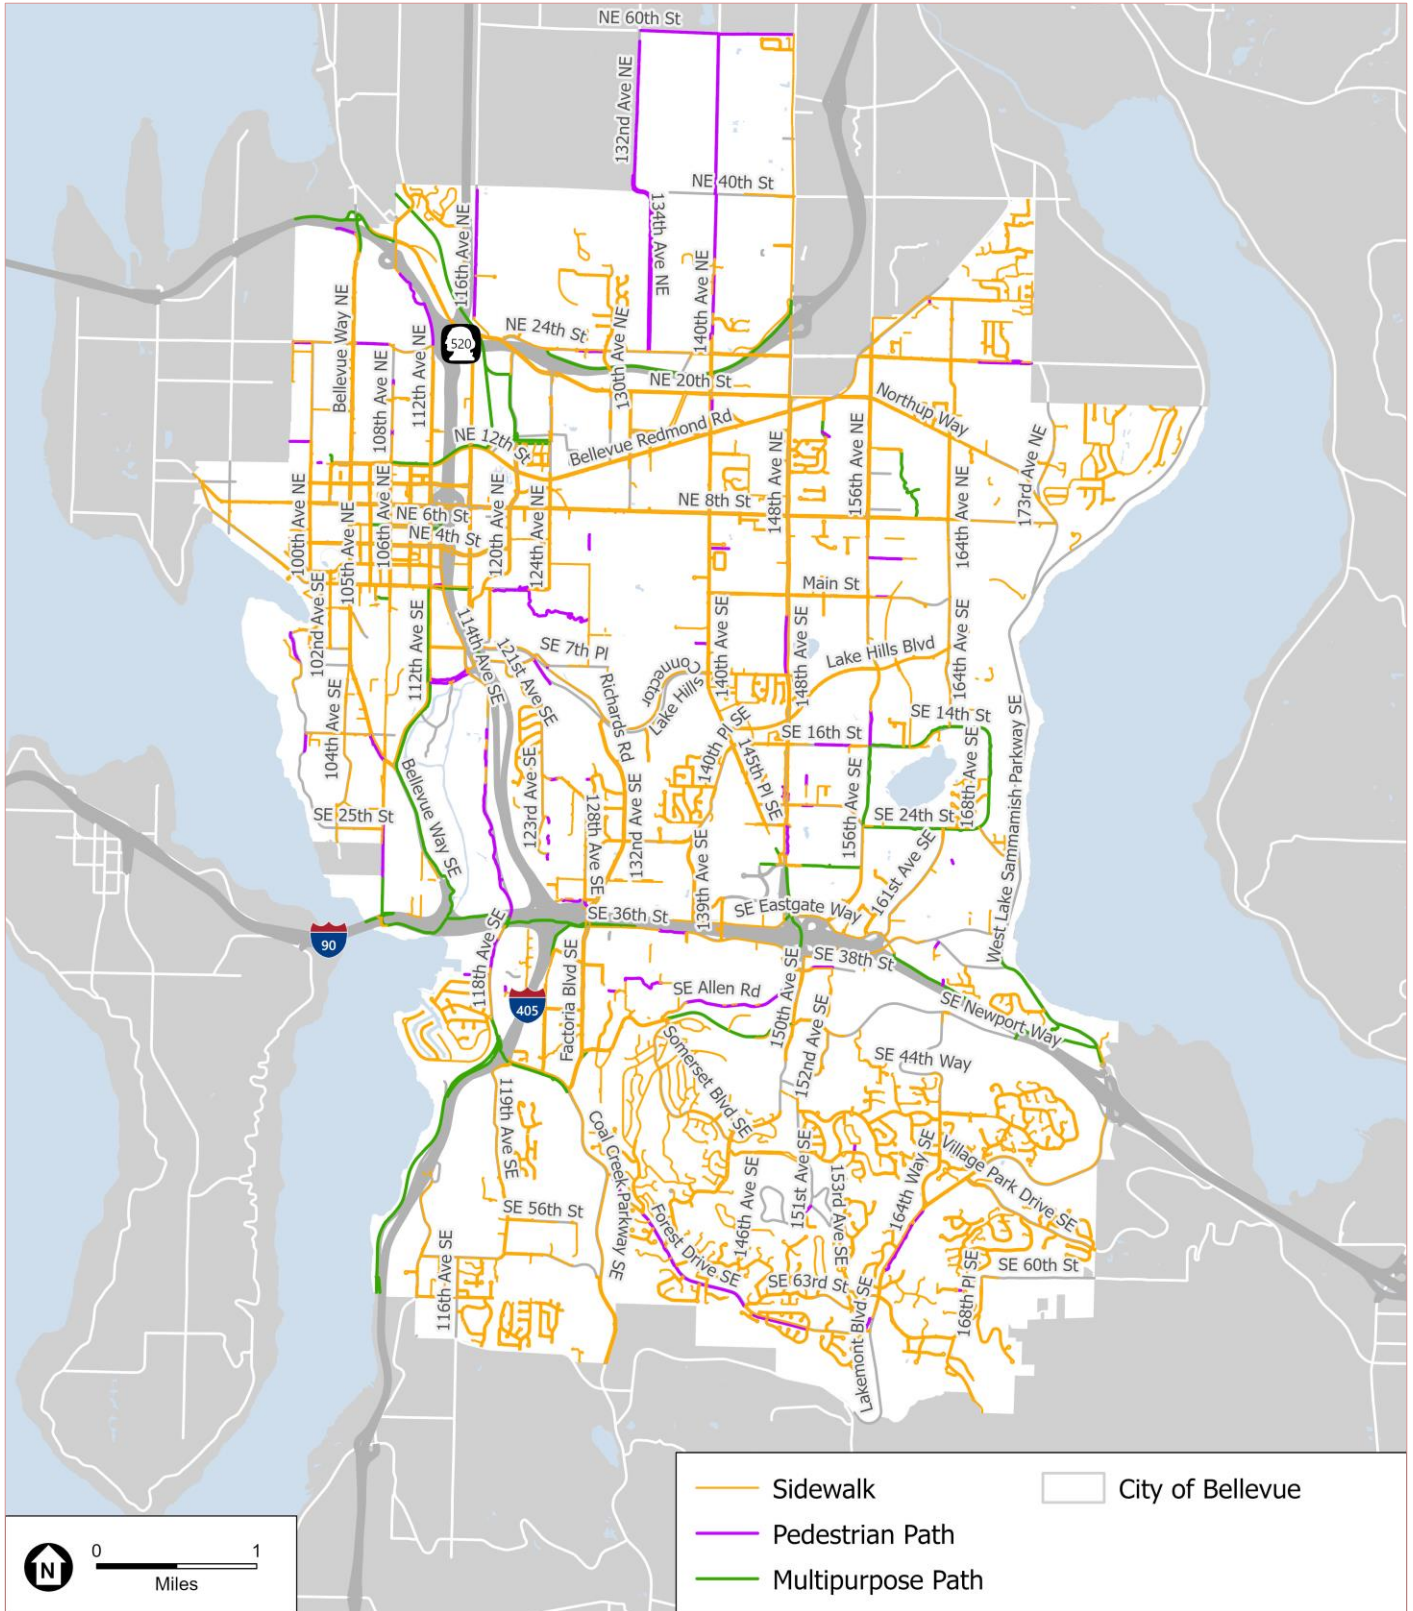 NE 60th St
132nd Ave NE
NE 40th St
134th Ave NE
116th Ave NE
140th Ave NE
Bellevue Way NE
NE 24th St
520
130th Ave NE
112th Ave NE
108th Ave NE
NE 20th St
Northup Way
Bellevue Redmond Rd
NE 12th St
148th Ave NE
156th Ave NE
164th Ave NE
173rd Ave NE
NE 8th St
100th Ave NE
105th Ave NE
106th Ave NE
NE 6th St
NE 4th St
120th Ave NE
124th Ave NE
Main St
102nd Ave SE
112th Ave SE
114th Ave SE
121st Ave SE
SE 7th Pl
Lake Hills
Connector
140th Ave SE
148th Ave SE
Lake Hills Blvd
164th Ave SE
West Lake Sammamish Parkway SE
104th Ave SE
Richards Rd
140th Pl SE
145th Pl SE
SE 16th St
SE 14th St
168th Ave SE
SE 25th St
Bellevue Way SE
123rd Ave SE
128th Ave SE
132nd Ave SE
156th Ave SE
SE 24th St
139th Ave SE
161st Ave SE
SE 36th St
SE Eastgate Way
90
118th Ave SE
SE 38th St
405
Factoria Blvd SE
SE Allen Rd
150th Ave SE
152nd Ave SE
SE Newport Way
SE 44th Way
Somerset Blvd SE
119th Ave SE
Coal Creek Parkway SE
146th Ave SE
151st Ave SE
153rd Ave SE
164th Way SE
Village Park Drive SE
SE 56th St
Forest Drive SE
116th Ave SE
SE 63rd St
SE 60th St
168th Pl SE
Lakemont Blvd SE
Sidewalk
City of Bellevue
Pedestrian Path
Multipurpose Path
N
0 1
Miles